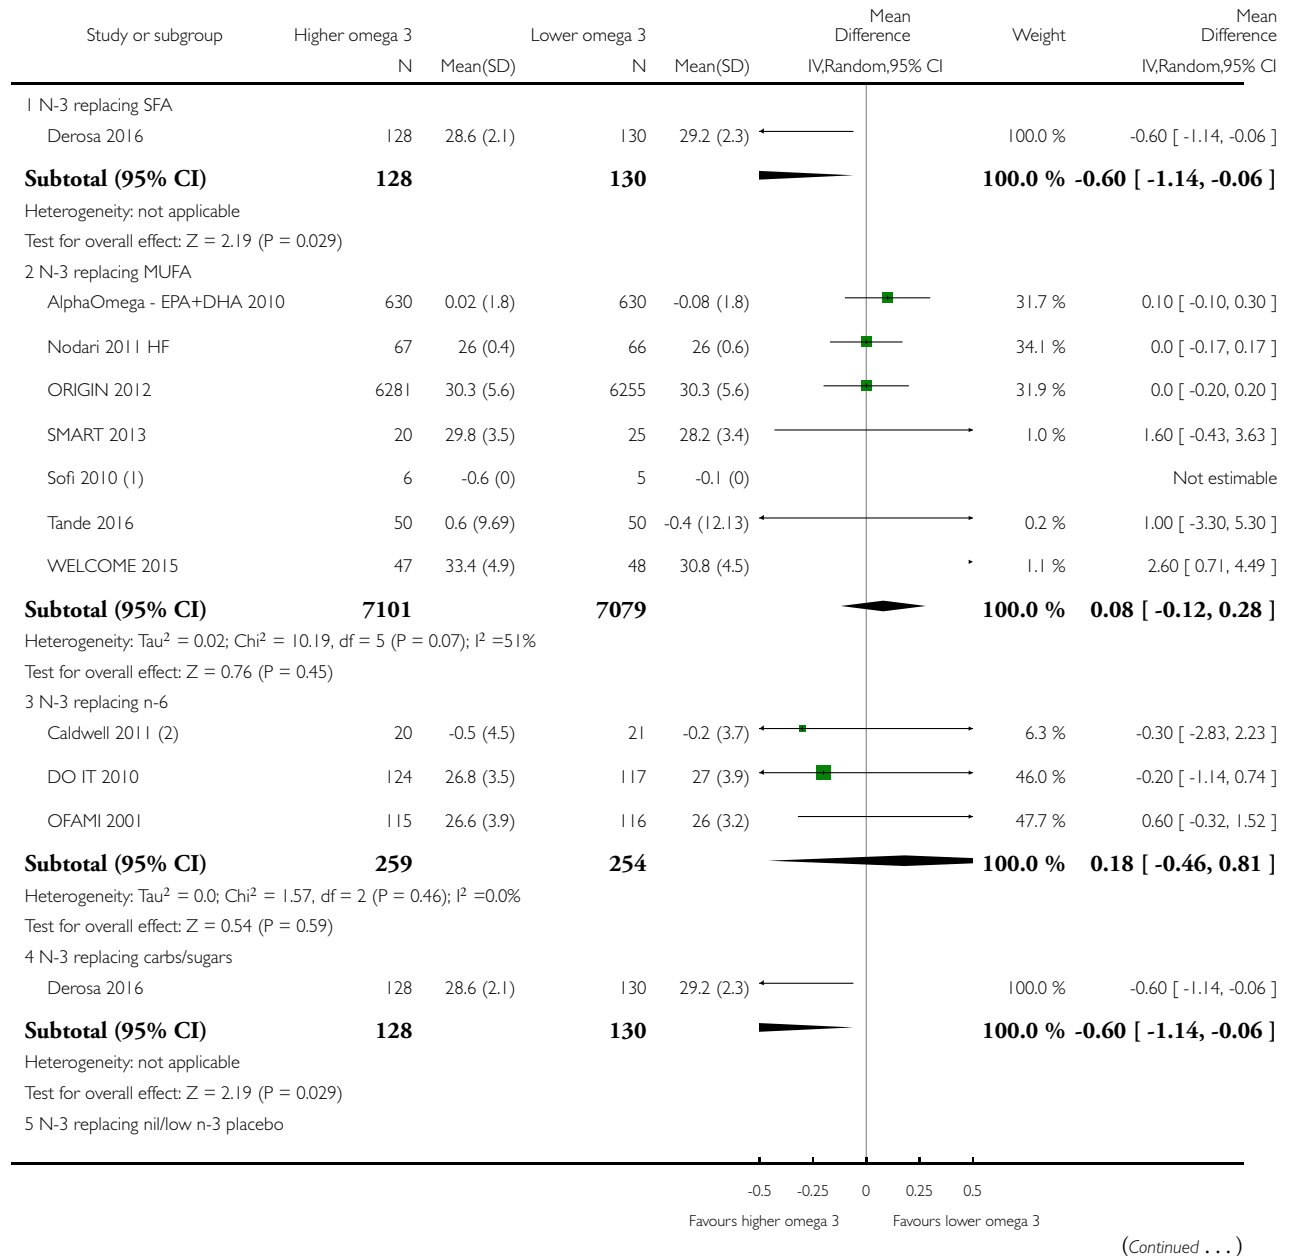 Mean Mean
Study or subgroup Higher omega 3 Lower omega 3 Difference Weight Difference
N Mean(SD) N Mean(SD) IV,Random,95% CI IV,Random,95% CI
1 N-3 replacing SFA
Derosa 2016 128 28.6 (2.1) 130 29.2 (2.3) 100.0 % -0.60 [ -1.14, -0.06 ]
Subtotal (95% CI) 128 130 100.0 % -0.60 [ -1.14, -0.06 ]
Heterogeneity: not applicable
Test for overall effect: Z = 2.19 (P = 0.029)
2 N-3 replacing MUFA
AlphaOmega - EPA+DHA 2010 630 0.02 (1.8) 630 -0.08 (1.8) 31.7 % 0.10 [ -0.10, 0.30 ]
Nodari 2011 HF 67 26 (0.4) 66 26 (0.6) 34.1 % 0.0 [ -0.17, 0.17 ]
ORIGIN 2012 6281 30.3 (5.6) 6255 30.3 (5.6) 31.9 % 0.0 [ -0.20, 0.20 ]
SMART 2013 20 29.8 (3.5) 25 28.2 (3.4) 1.0 % 1.60 [ -0.43, 3.63 ]
Sofi 2010 (1) 6 -0.6 (0) 5 -0.1 (0) Not estimable
Tande 2016 50 0.6 (9.69) 50 -0.4 (12.13) 0.2 % 1.00 [ -3.30, 5.30 ]
WELCOME 2015 47 33.4 (4.9) 48 30.8 (4.5) 1.1 % 2.60 [ 0.71, 4.49 ]
Subtotal (95% CI) 7101 7079 100.0 % 0.08 [ -0.12, 0.28 ]
Heterogeneity: Tau² = 0.02; Chi² = 10.19, df = 5 (P = 0.07); I² =51%
Test for overall effect: Z = 0.76 (P = 0.45)
3 N-3 replacing n-6
Caldwell 2011 (2) 20 -0.5 (4.5) 21 -0.2 (3.7) 6.3 % -0.30 [ -2.83, 2.23 ]
DO IT 2010 124 26.8 (3.5) 117 27 (3.9) 46.0 % -0.20 [ -1.14, 0.74 ]
OFAMI 2001 115 26.6 (3.9) 116 26 (3.2) 47.7 % 0.60 [ -0.32, 1.52 ]
Subtotal (95% CI) 259 254 100.0 % 0.18 [ -0.46, 0.81 ]
Heterogeneity: Tau² = 0.0; Chi² = 1.57, df = 2 (P = 0.46); I² =0.0%
Test for overall effect: Z = 0.54 (P = 0.59)
4 N-3 replacing carbs/sugars
Derosa 2016 128 28.6 (2.1) 130 29.2 (2.3) 100.0 % -0.60 [ -1.14, -0.06 ]
Subtotal (95% CI) 128 130 100.0 % -0.60 [ -1.14, -0.06 ]
Heterogeneity: not applicable
Test for overall effect: Z = 2.19 (P = 0.029)
5 N-3 replacing nil/low n-3 placebo
-0.5 -0.25 0 0.25 0.5
Favours higher omega 3 Favours lower omega 3
(Continued . . . )